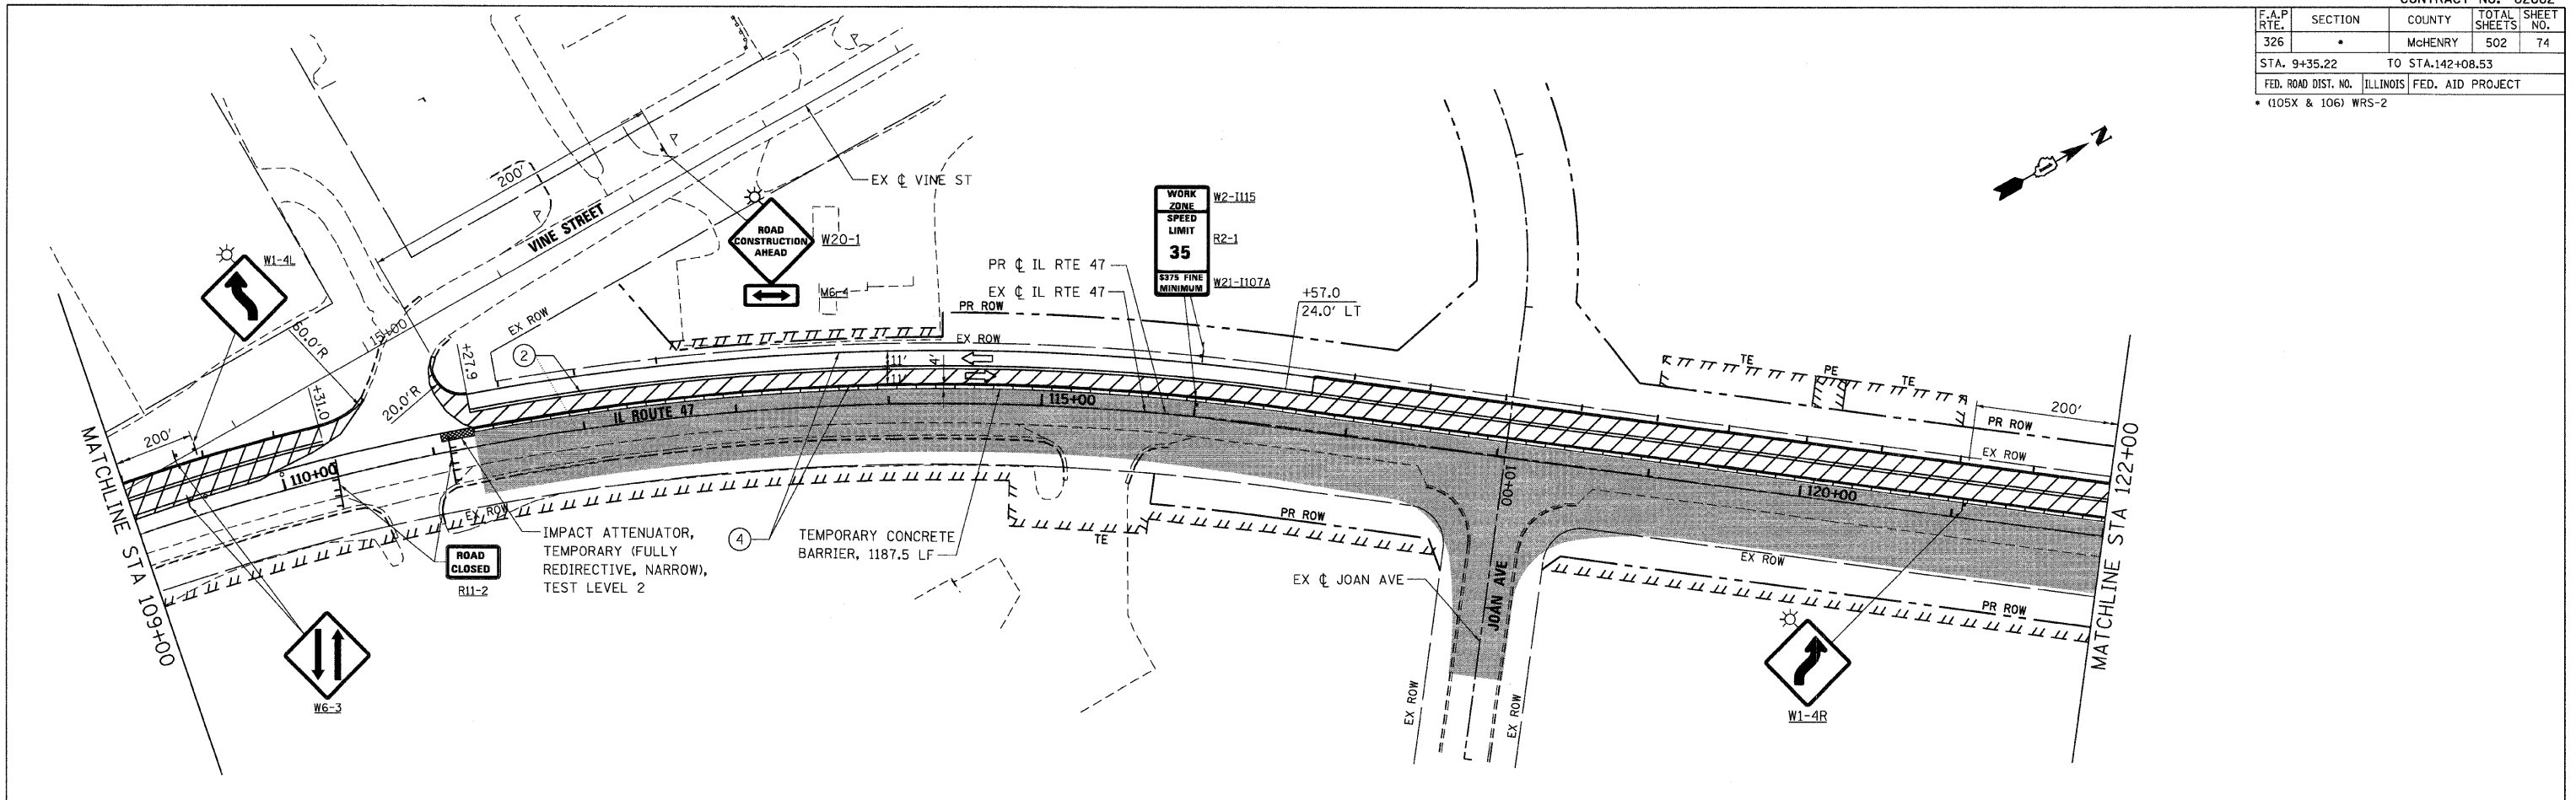 F.A.P RTE. SECTION COUNTY TOTAL SHEETS SHEET NO.
326 * McHENRY 502 74
STA. 9+35.22 TO STA.142+08.53
FED. ROAD DIST. NO. ILLINOIS FED. AID PROJECT
* (105X & 106) WRS-2
N
200'
VINE STREET
EX ℄ VINE ST
P
P
P
P
ROAD CONSTRUCTION AHEAD
W20-1
M6-4
W1-4L
WORK ZONE
SPEED LIMIT
35
$375 FINE MINIMUM
W2-I115
R2-1
W21-I107A
PR ℄ IL RTE 47
EX ℄ IL RTE 47
PR ROW
EX ROW
EX ROW
+57.0
24.0' LT
60.0'R
15+00
+31.0
20.0'R
+27.9
2
11'
11'
4'
IL ROUTE 47
115+00
TE
PE
TE
200'
PR ROW
EX ROW
200'
110+00
120+00
10+00
EX ROW
MATCHLINE STA 109+00
MATCHLINE STA 122+00
ROAD CLOSED
R11-2
IMPACT ATTENUATOR,
TEMPORARY (FULLY
REDIRECTIVE, NARROW),
TEST LEVEL 2
4
TEMPORARY CONCRETE
BARRIER, 1187.5 LF
TE
PR ROW
EX ℄ JOAN AVE
JOAN AVE
EX ROW
PR ROW
EX ROW
EX ROW
W6-3
W1-4R